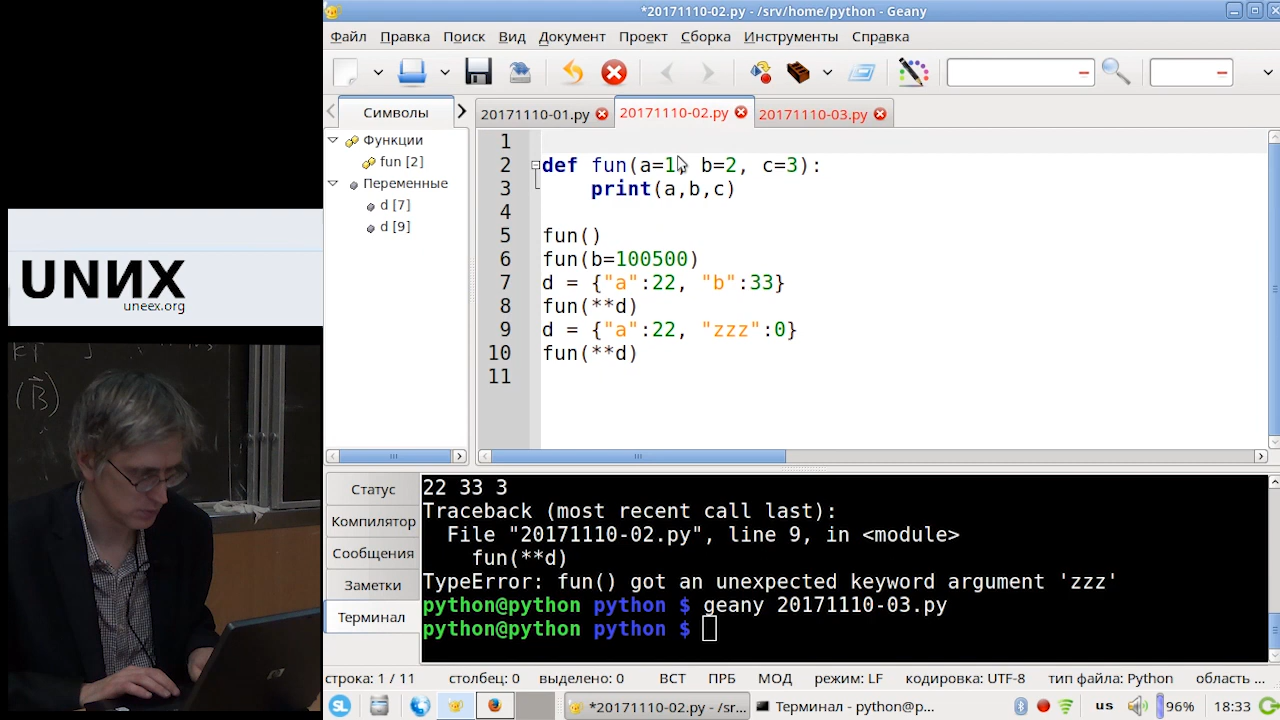 *20171110-02.py - /srv/home/python - Geany
Файл Правка Поиск Вид Документ Проект Сборка Инструменты Справка
Символы
20171110-01.py 20171110-02.py 20171110-03.py
Функции
fun [2]
Переменные
d [7]
d [9]
1
2 def fun(a=1, b=2, c=3):
3 print(a,b,c)
4
5 fun()
6 fun(b=100500)
7 d = {"a":22, "b":33}
8 fun(**d)
9 d = {"a":22, "zzz":0}
10 fun(**d)
11
UNИX
uneex.org
(B)
Статус
Компилятор
Сообщения
Заметки
Терминал
22 33 3
Traceback (most recent call last):
File "20171110-02.py", line 9, in <module>
fun(**d)
TypeError: fun() got an unexpected keyword argument 'zzz'
python@python python $ geany 20171110-03.py
python@python python $
строка: 1 / 11 столбец: 0 выделено: 0 ВСТ ПРБ МОД режим: LF кодировка: UTF-8 тип файла: Python область ...
SL *20171110-02.py - /sr... Терминал - python@p... us 96% 18:33